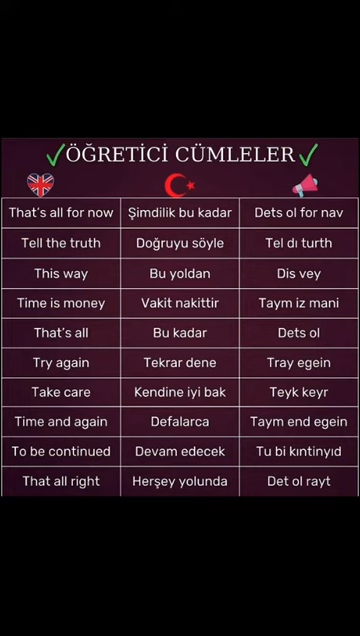 ÖĞRETİCİ CÜMLELER
That's all for now Şimdilik bu kadar Dets ol for nav
Tell the truth Doğruyu söyle Tel dı turth
This way Bu yoldan Dis vey
Time is money Vakit nakittir Taym iz mani
That's all Bu kadar Dets ol
Try again Tekrar dene Tray egein
Take care Kendine iyi bak Teyk keyr
Time and again Defalarca Taym end egein
To be continued Devam edecek Tu bi kıntinyıd
That all right Herşey yolunda Det ol rayt